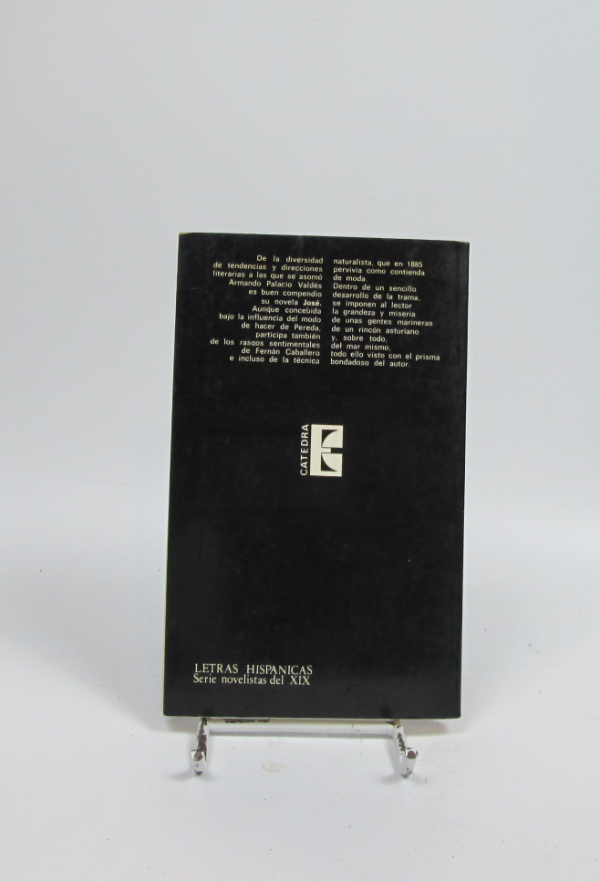 De la diversidad
de tendencias y direcciones
literarias a las que se asomó
Armando Palacio Valdés
es buen compendio
su novela José.
Aunque concebida
bajo la influencia del modo
de hacer de Pereda,
participa también
de los rasgos sentimentales
de Fernán Caballero
e incluso de la técnica
naturalista, que en 1885
pervivía como contienda
de moda.
Dentro de un sencillo
desarrollo de la trama,
se imponen al lector
la grandeza y miseria
de unas gentes marineras
de un rincón asturiano
y, sobre todo,
del mar mismo,
todo ello visto con el prisma
bondadoso del autor.
CATEDRA
LETRAS HISPANICAS
Serie novelistas del XIX